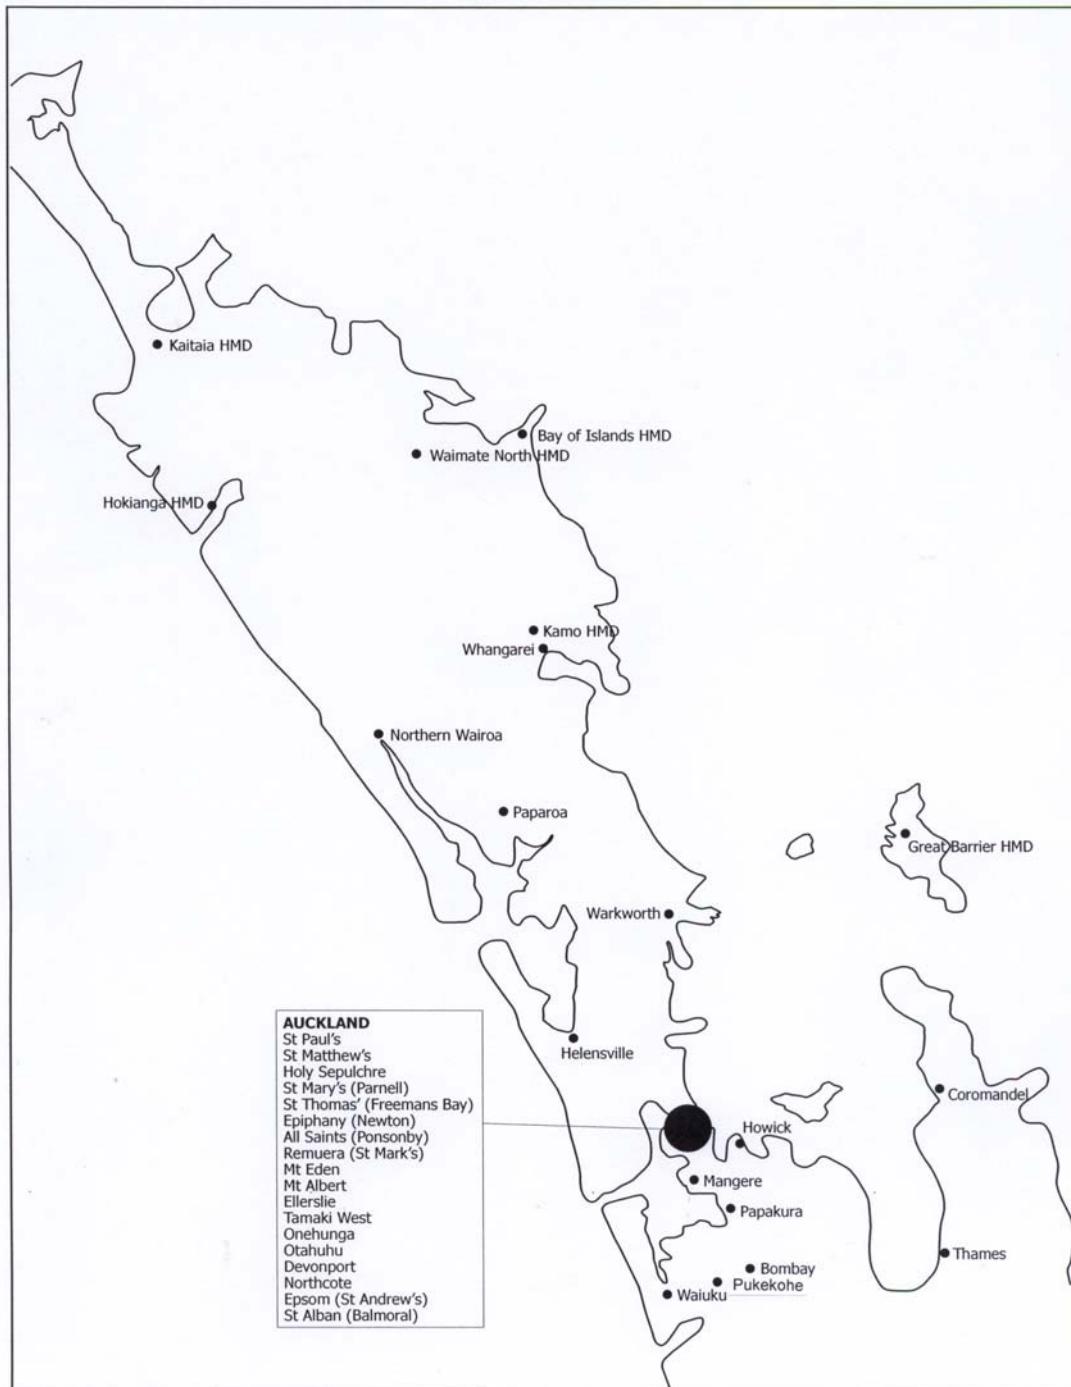 Kaitaia HMD
Bay of Islands HMD
Waimate North HMD
Hokianga HMD
Kamo HMD
Whangarei
Northern Wairoa
Paparoa
Great Barrier HMD
Warkworth
AUCKLAND
St Paul's
St Matthew's
Holy Sepulchre
St Mary's (Parnell)
St Thomas' (Freemans Bay)
Epiphany (Newton)
All Saints (Ponsonby)
Remuera (St Mark's)
Mt Eden
Mt Albert
Ellerslie
Tamaki West
Onehunga
Otahuhu
Devonport
Northcote
Epsom (St Andrew's)
St Alban (Balmoral)
Helensville
Coromandel
Howick
Mangere
Papakura
Thames
Bombay
Pukekohe
Waiuku